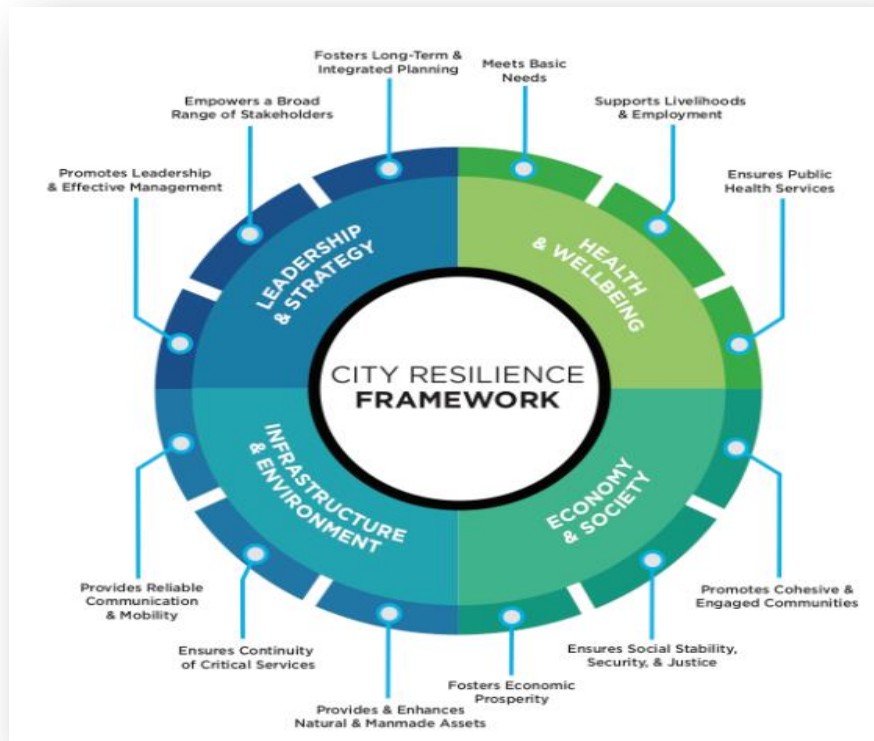 Fosters Long-Term &
Integrated Planning
Meets Basic
Needs
Empowers a Broad
Range of Stakeholders
Supports Livelihoods
& Employment
Promotes Leadership
& Effective Management
Ensures Public
Health Services
LEADERSHIP
& STRATEGY
HEALTH
& WELLBEING
CITY RESILIENCE
FRAMEWORK
INFRASTRUCTURE
& ENVIRONMENT
ECONOMY
& SOCIETY
Provides Reliable
Communication
& Mobility
Promotes Cohesive &
Engaged Communities
Ensures Continuity
of Critical Services
Ensures Social Stability,
Security, & Justice
Provides & Enhances
Natural & Manmade Assets
Fosters Economic
Prosperity